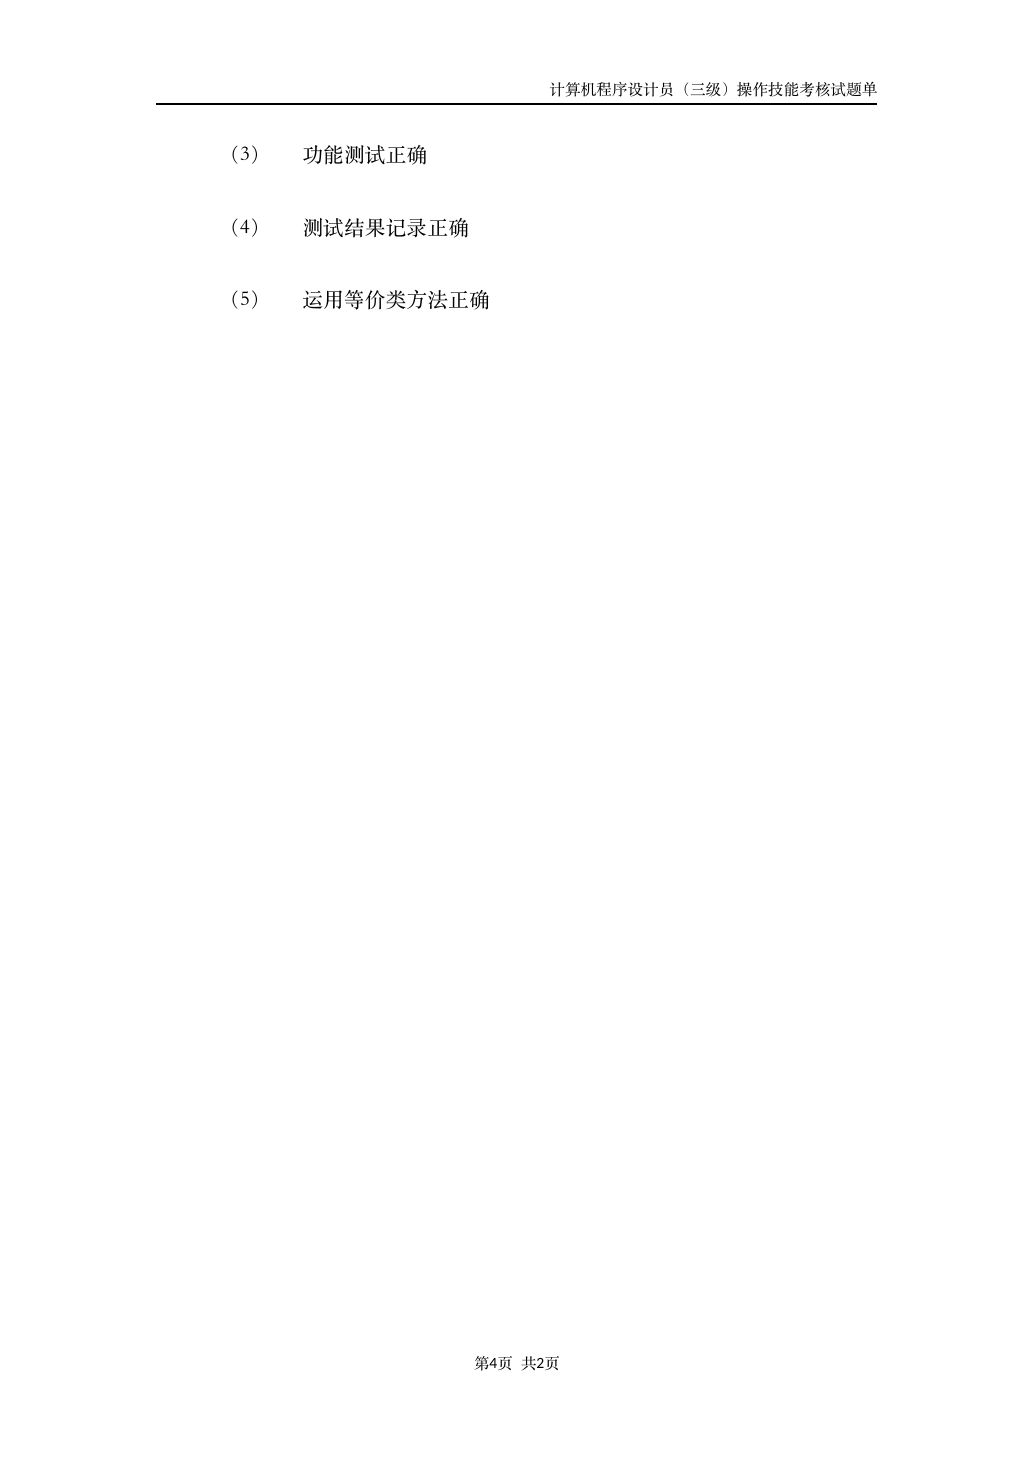 计算机程序设计员（三级）操作技能考核试题单
（3） 功能测试正确
（4） 测试结果记录正确
（5） 运用等价类方法正确
第4页 共2页